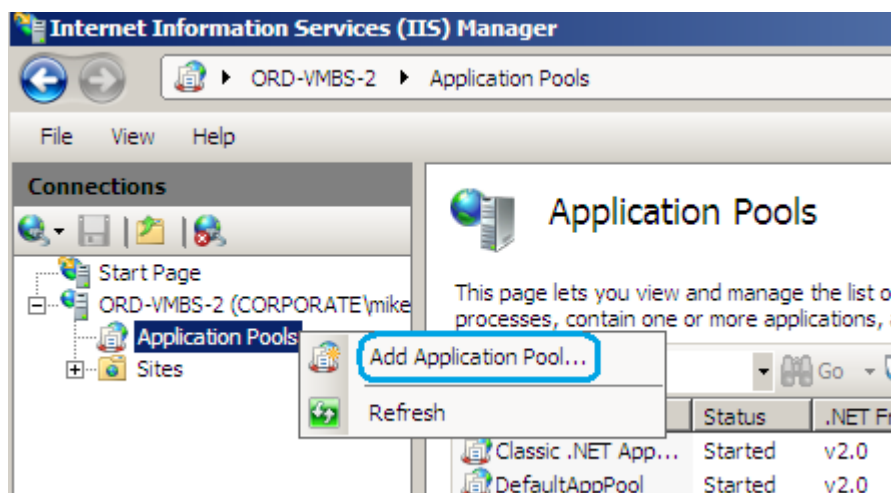 Internet Information Services (IIS) Manager
ORD-VMBS-2 Application Pools
File View Help
Connections
Start Page
ORD-VMBS-2 (CORPORATE\mike
Application Pools
Sites
Add Application Pool...
Refresh
Application Pools
This page lets you view and manage the list o
processes, contain one or more applications,
Go
Status .NET Fr
Classic .NET App... Started v2.0
DefaultAppPool Started v2.0